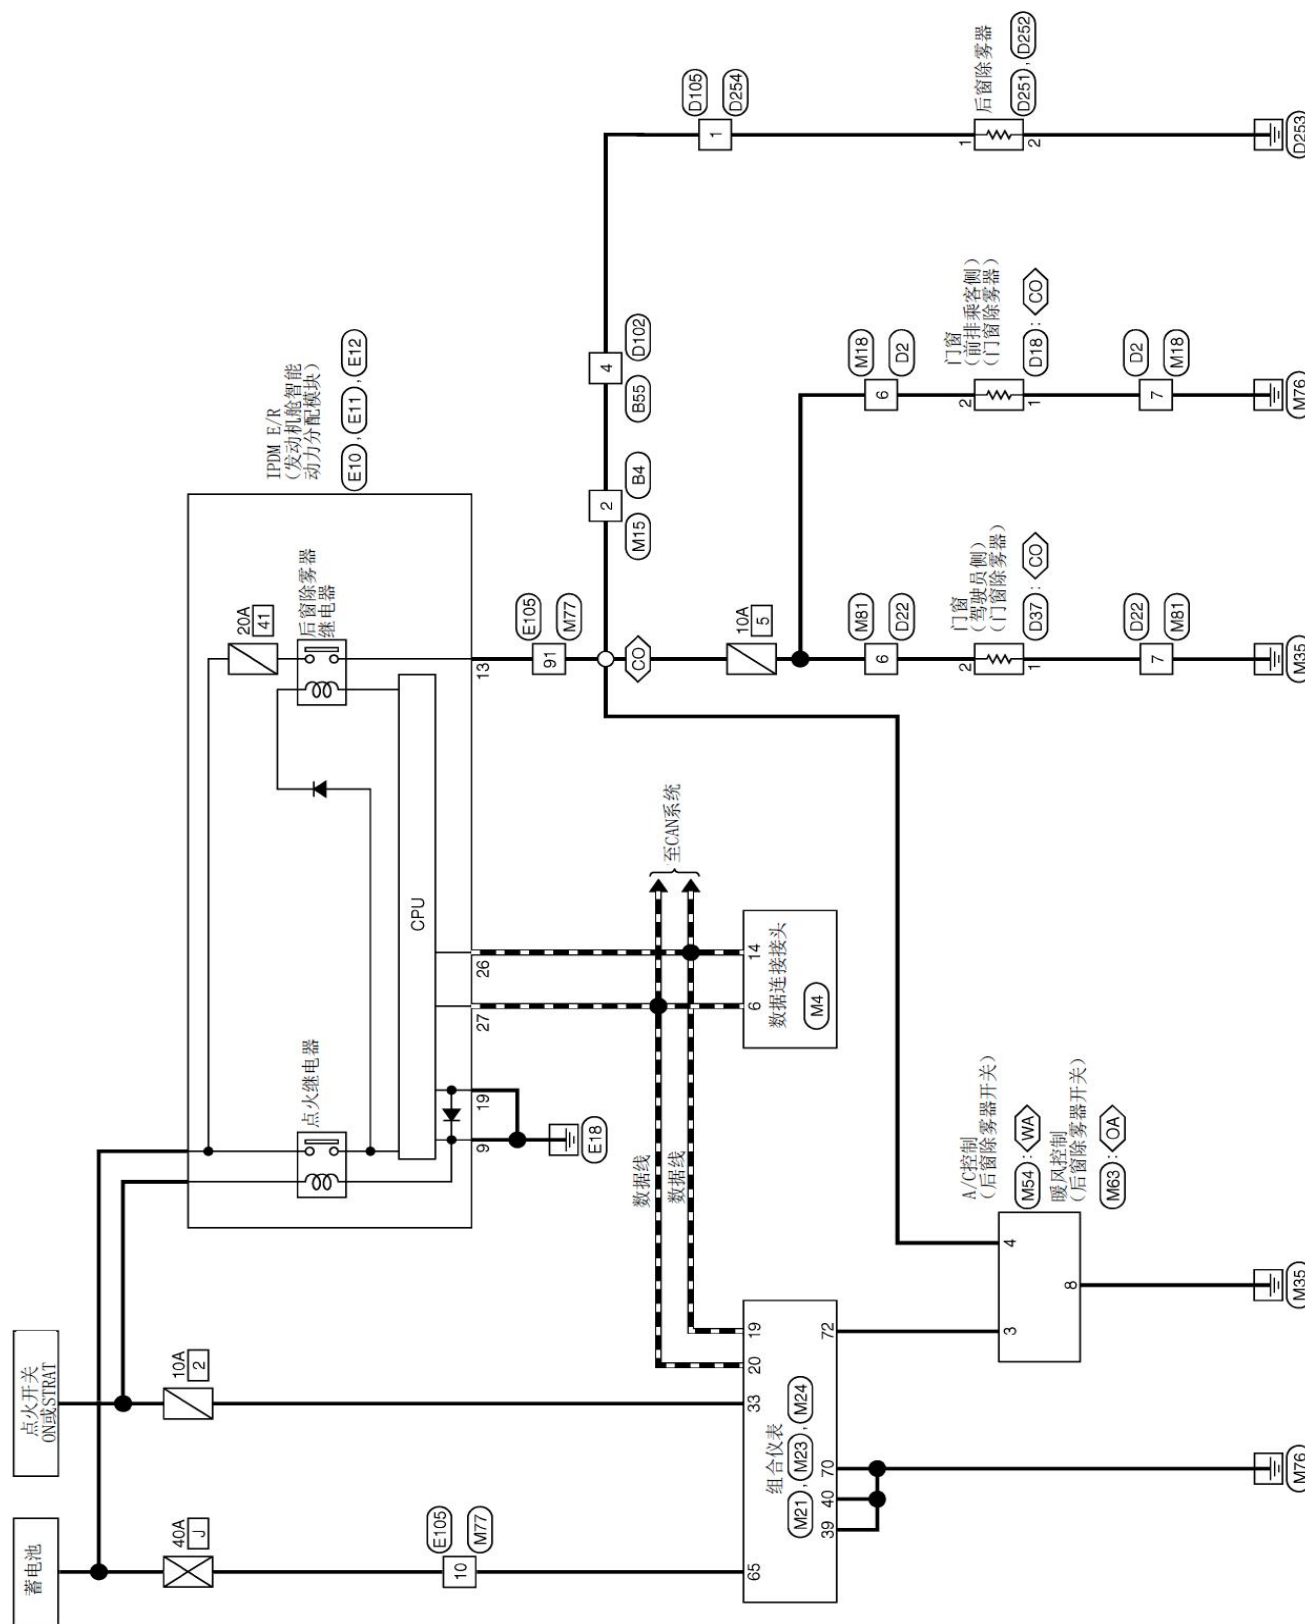 蓄电池
点火开关
ON或STRAT
40A
J
10A
2
E105
M77
10
IPDM E/R
(发动机舱智能
动力分配模块)
E10, E11, E12
点火继电器
20A
41
后窗除雾器
继电器
CPU
9
19
27
26
13
E18
E105
M77
91
数据线
数据线
至CAN系统
CO
M15
B4
2
B55
D102
4
D105
D254
1
10A
5
65
33
20
19
组合仪表
M21, M23, M24
39
40
70
72
6
14
数据连接接头
M4
M81
D22
6
M18
D2
6
A/C控制
(后窗除雾器开关)
M54: WA
暖风控制
(后窗除雾器开关)
M63: OA
3
4
8
2
门窗
(驾驶员侧)
(门窗除雾器)
D37: CO
1
2
门窗
(前排乘客侧)
(门窗除雾器)
D18: CO
1
1
后窗除雾器
D251, D252
2
D22
M81
7
D2
M18
7
M76
M35
M35
M76
D253